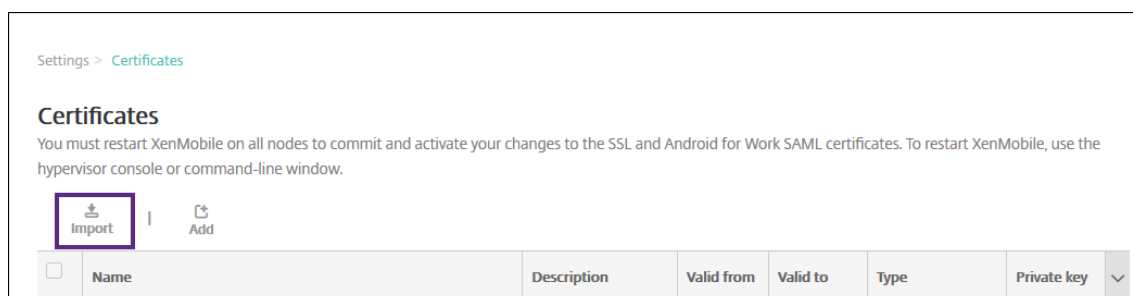 Settings > Certificates
Certificates
You must restart XenMobile on all nodes to commit and activate your changes to the SSL and Android for Work SAML certificates. To restart XenMobile, use the
hypervisor console or command-line window.
Import | Add
Name Description Valid from Valid to Type Private key